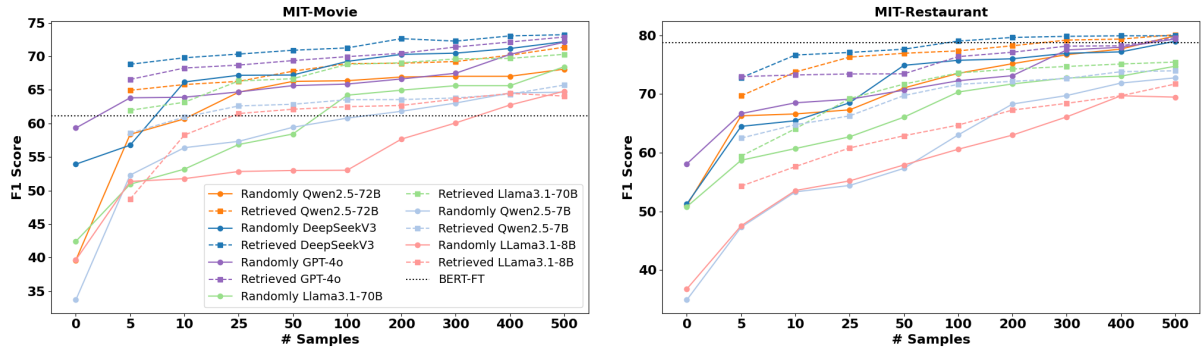 MIT-Movie
75
70
65
60
55
50
45
40
35
F1 Score
0 5 10 25 50 100 200 300 400 500
# Samples
Randomly Qwen2.5-72B
Retrieved Qwen2.5-72B
Randomly DeepSeekV3
Retrieved DeepSeekV3
Randomly GPT-4o
Retrieved GPT-4o
Randomly Llama3.1-70B
Retrieved Llama3.1-70B
Randomly Qwen2.5-7B
Retrieved Qwen2.5-7B
Randomly LLama3.1-8B
Retrieved LLama3.1-8B
BERT-FT
MIT-Restaurant
80
70
60
50
40
F1 Score
0 5 10 25 50 100 200 300 400 500
# Samples